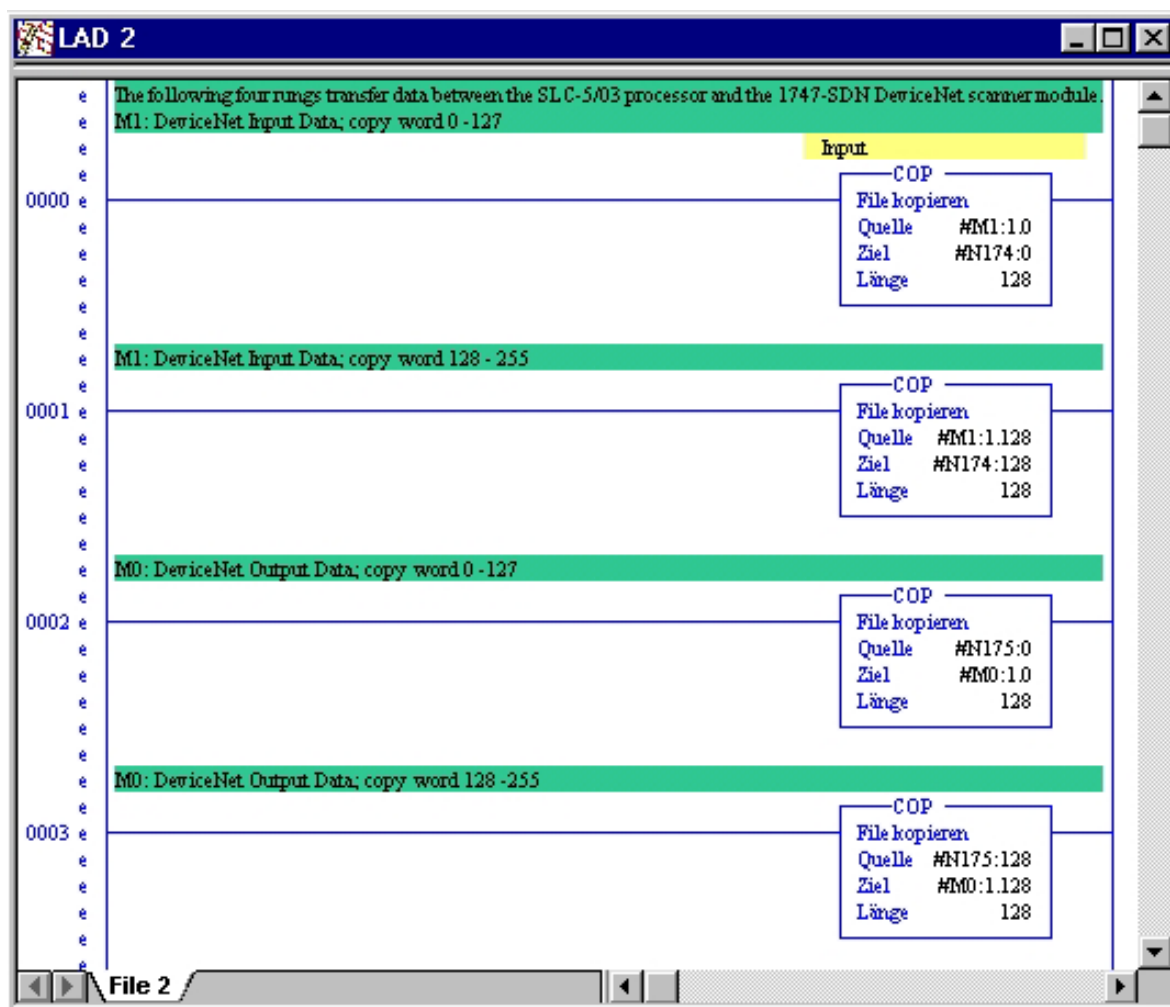 LAD 2
e
e The following four rungs transfer data between the SLC-5/03 processor and the 1747-SDN DeviceNet scanner module.
e M1: DeviceNet Input Data; copy word 0 -127
e Input
e COP
0000 e File kopieren
e Quelle #M1:1.0
e Ziel #N174:0
e Länge 128
e
e
e M1: DeviceNet Input Data; copy word 128 - 255
e COP
0001 e File kopieren
e Quelle #M1:1.128
e Ziel #N174:128
e Länge 128
e
e
e M0: DeviceNet Output Data; copy word 0 -127
e COP
0002 e File kopieren
e Quelle #N175:0
e Ziel #M0:1.0
e Länge 128
e
e
e M0: DeviceNet Output Data; copy word 128 -255
e COP
0003 e File kopieren
e Quelle #N175:128
e Ziel #M0:1.128
e Länge 128
e
e
File 2